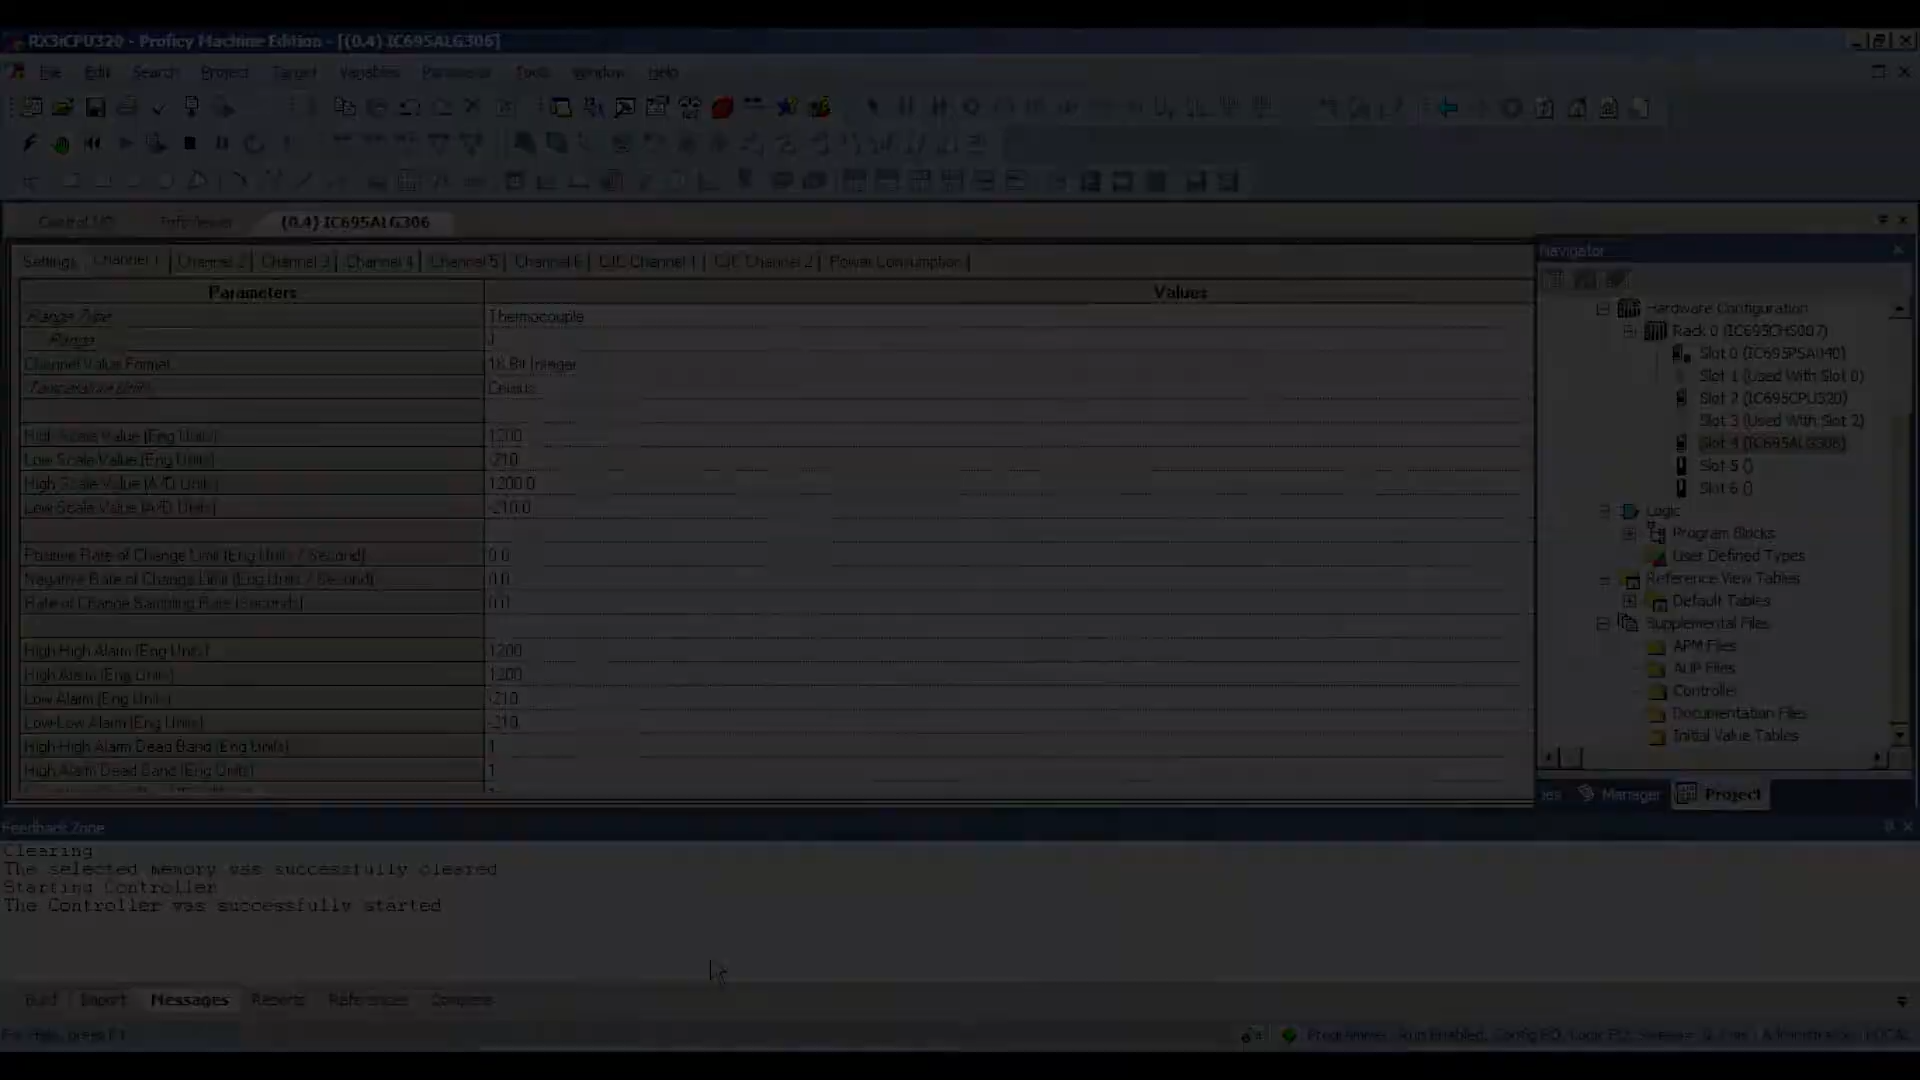 RX3iCPU320 - Proficy Machine Edition - [(0.4) IC695ALG306]
File Edit Search Project Target Variables Parameter Tools Window Help
InfoViewer (0.4) IC695ALG306
Settings Channel 1 Channel 2 Channel 3 Channel 4 Channel 5 Channel 6 CJC Channel 1 CJC Channel 2 Power Consumption
Parameters Values
Range Type Thermocouple
Range J
Channel Value Format 16 Bit Integer
Temperature Units Celsius
High Scale Value (Eng Units) 1200
Low Scale Value (Eng Units) -210
High Scale Value (A/D Units) 1200.0
Low Scale Value (A/D Units) -210.0
Positive Rate of Change Limit (Eng Units / Second) 0.0
Negative Rate of Change Limit (Eng Units / Second) 0.0
Rate of Change Sampling Rate (Seconds) 0.0
High-High Alarm (Eng Units) 1200
High Alarm (Eng Units) 1200
Low Alarm (Eng Units) -210
Low-Low Alarm (Eng Units) -210
High-High Alarm Dead Band (Eng Units) 1
High Alarm Dead Band (Eng Units) 1
Navigator
Hardware Configuration
Rack 0 (IC695CHS007)
Slot 0 (IC695PSA040)
Slot 1 (Used With Slot 0)
Slot 2 (IC695CPU320)
Slot 3 (Used With Slot 2)
Slot 4 (IC695ALG306)
Slot 5 ()
Slot 6 ()
Logic
Program Blocks
User Defined Types
Reference View Tables
Default Tables
Supplemental Files
APM Files
AUP Files
Controller
Documentation Files
Initial Value Tables
Manager Project
Feedback Zone
Clearing
The selected memory was successfully cleared
Starting Controller
The Controller was successfully started
Build Import Messages Reports References Compare
For Help, press F1
Programmer, Run Enabled, Config EQ, Logic EQ, Sweep=